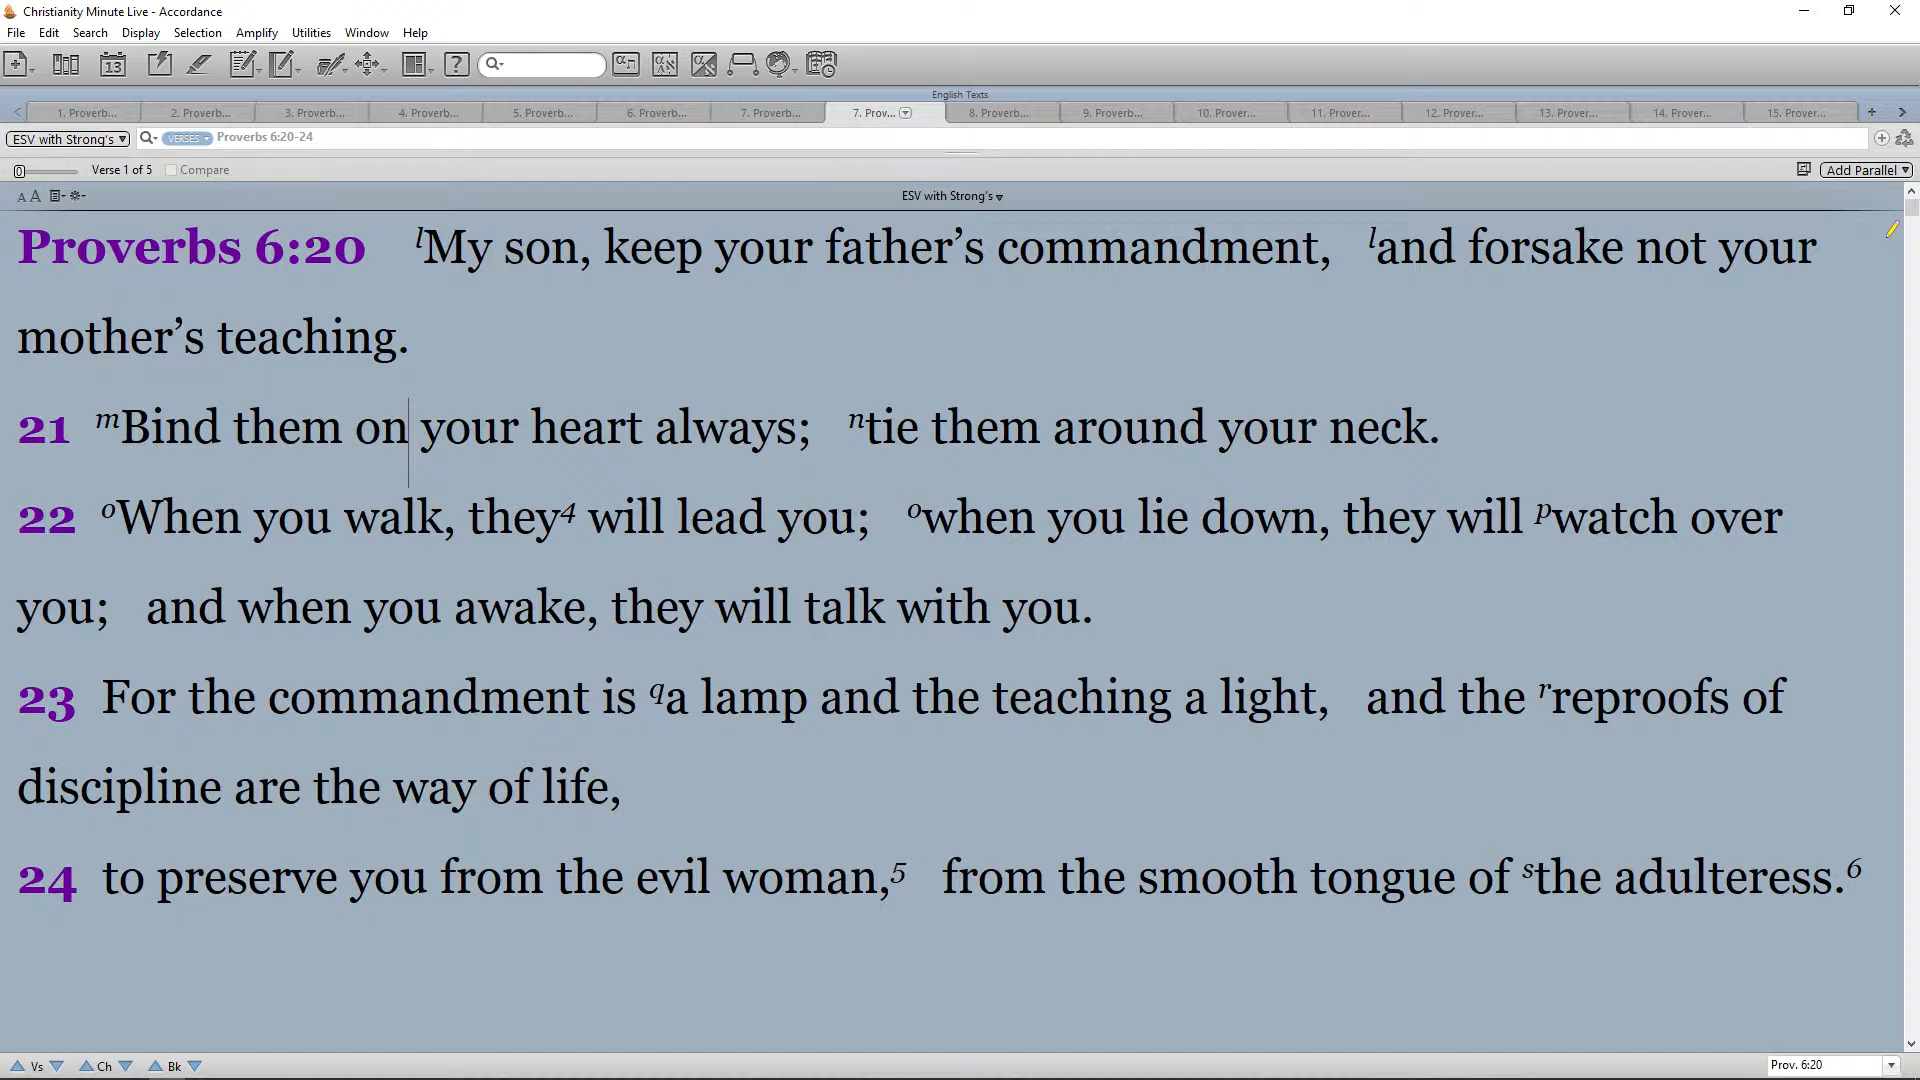 Christianity Minute Live - Accordance
File Edit Search Display Selection Amplify Utilities Window Help
13 ?
English Texts
1. Proverb... 2. Proverb... 3. Proverb... 4. Proverb... 5. Proverb... 6. Proverb... 7. Proverb... 7. Prov... 8. Proverb... 9. Prover... 10. Prover... 11. Prover... 12. Prover... 13. Prover... 14. Prover... 15. Prover...
ESV with Strong's VERSES Proverbs 6:20-24
0 Verse 1 of 5 Compare Add Parallel
A A ESV with Strong's
Proverbs 6:20 lMy son, keep your father’s commandment, land forsake not your
mother’s teaching.
21 mBind them on your heart always; ntie them around your neck.
22 oWhen you walk, they4 will lead you; owhen you lie down, they will pwatch over
you; and when you awake, they will talk with you.
23 For the commandment is qa lamp and the teaching a light, and the rreproofs of
discipline are the way of life,
24 to preserve you from the evil woman,5 from the smooth tongue of sthe adulteress.6
Vs Ch Bk Prov. 6:20